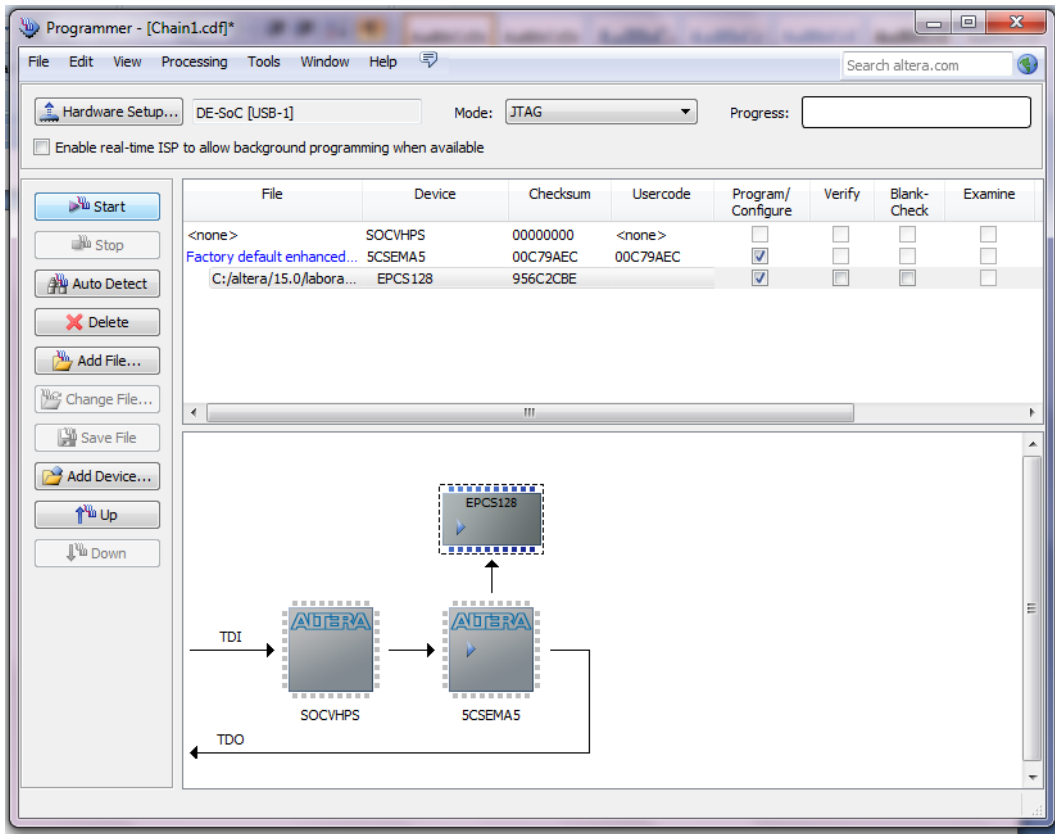 Programmer - [Chain1.cdf]*
File Edit View Processing Tools Window Help
Search altera.com
Hardware Setup... DE-SoC [USB-1] Mode: JTAG Progress:
Enable real-time ISP to allow background programming when available
Start
Stop
Auto Detect
Delete
Add File...
Change File...
Save File
Add Device...
Up
Down
File Device Checksum Usercode Program/ Verify Blank- Examine
Configure Check
<none> SOCVHPS 00000000 <none>
Factory default enhanced... 5CSEMA5 00C79AEC 00C79AEC
C:/altera/15.0/labora... EPCS128 956C2CBE
EPCS128
TDI
ALTERA
ALTERA
SOCVHPS
5CSEMA5
TDO